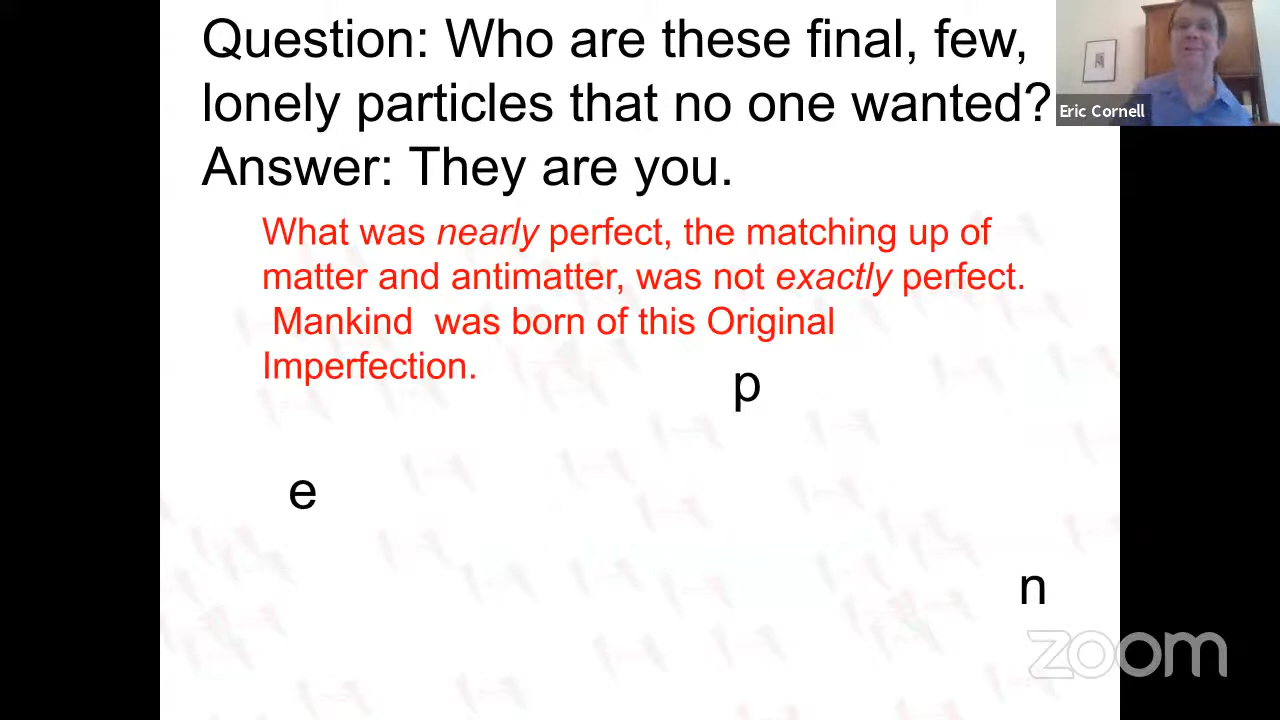 Question: Who are these final, few,
lonely particles that no one wanted?
Answer: They are you.
Eric Cornell
What was nearly perfect, the matching up of
matter and antimatter, was not exactly perfect.
Mankind was born of this Original
Imperfection.
p
e
n
zoom